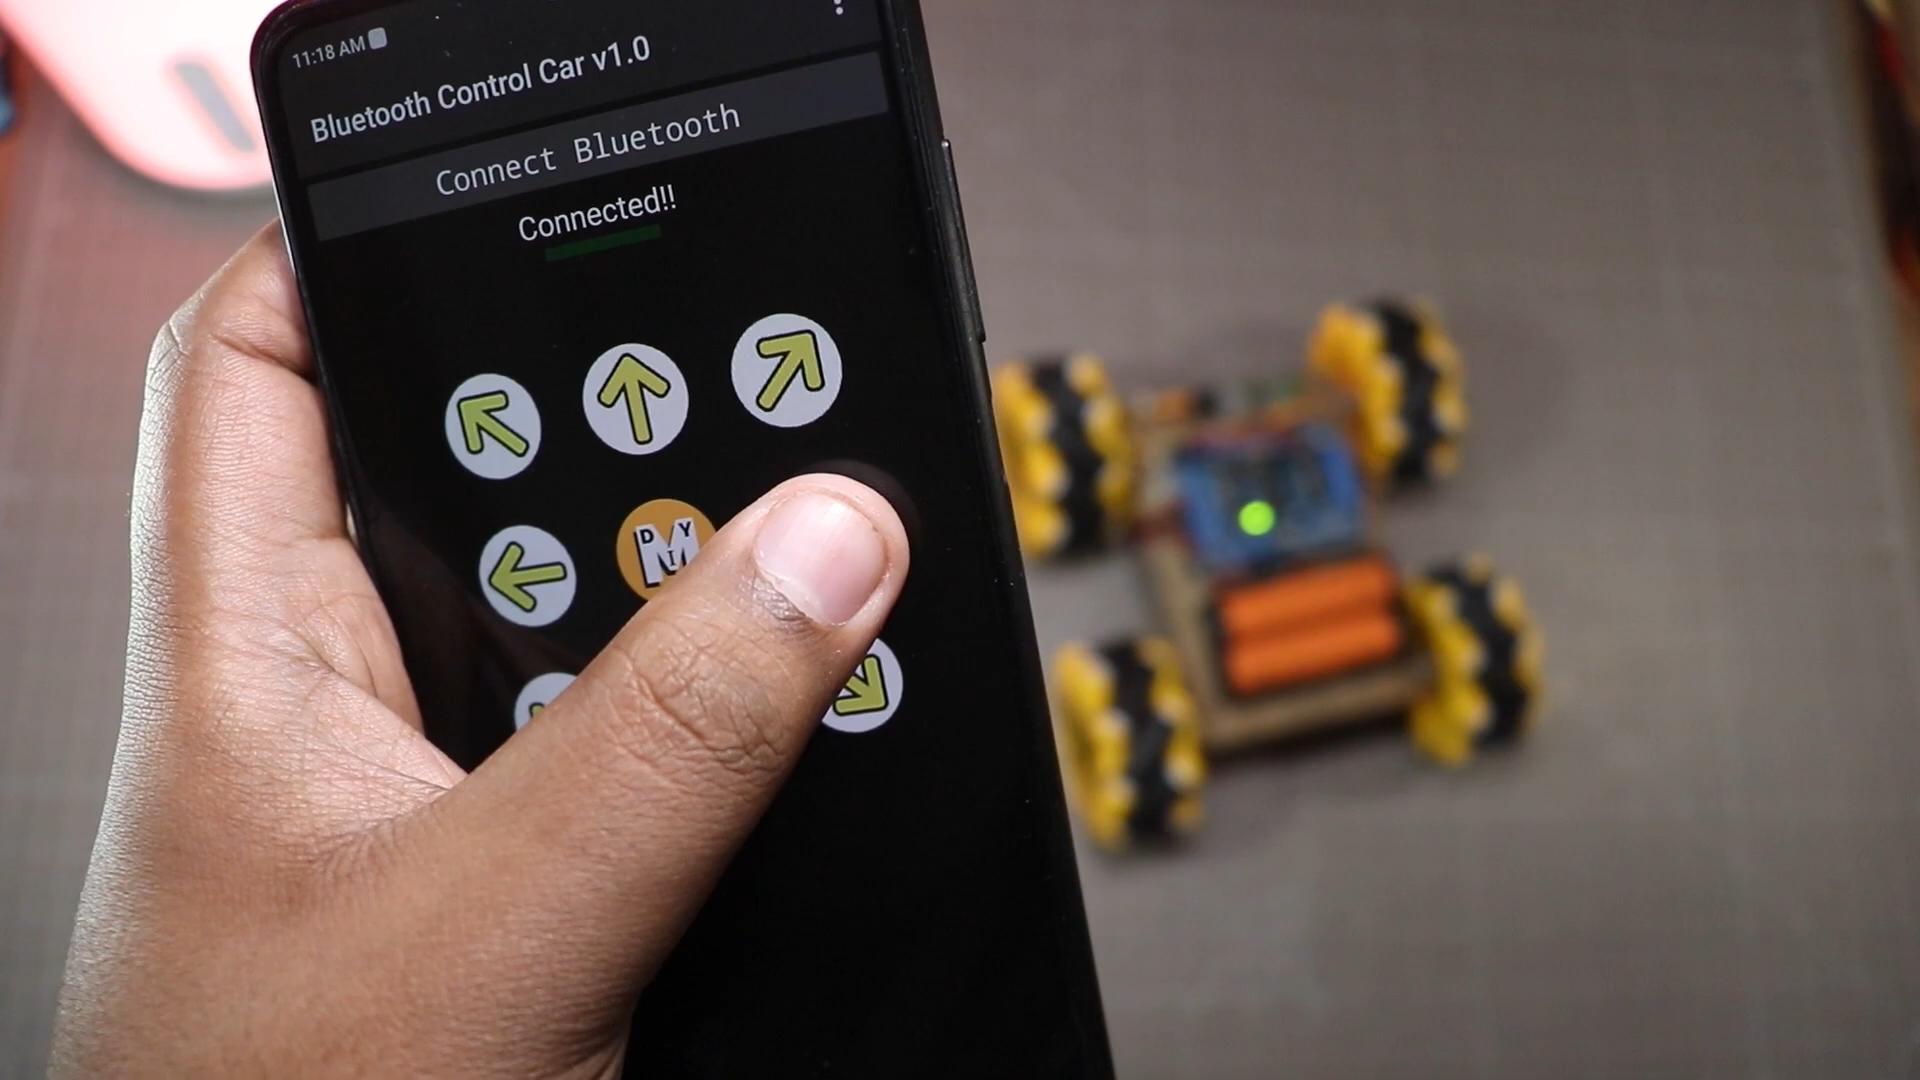 11:18 AM
Bluetooth Control Car v1.0
Connect Bluetooth
Connected!!
D Y
M
I